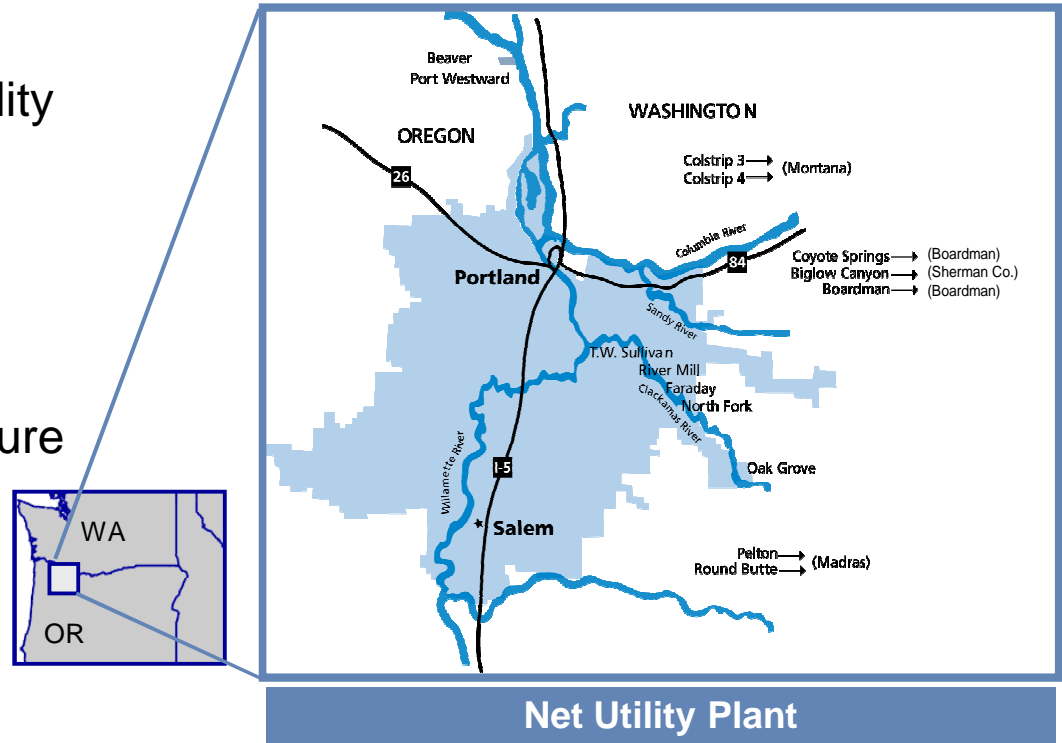 lity
ure
Beaver
Port Westward
WASHINGTON
OREGON
26
Colstrip 3
Colstrip 4
(Montana)
Columbia River
84
Coyote Springs
(Boardman)
Biglow Canyon
(Sherman Co.)
Boardman
(Boardman)
Portland
Sandy River
T.W. Sullivan
River Mill
Faraday
North Fork
Clackamas River
Willamette River
I-5
Oak Grove
Salem
Pelton
Round Butte
(Madras)
WA
OR
Net Utility Plant